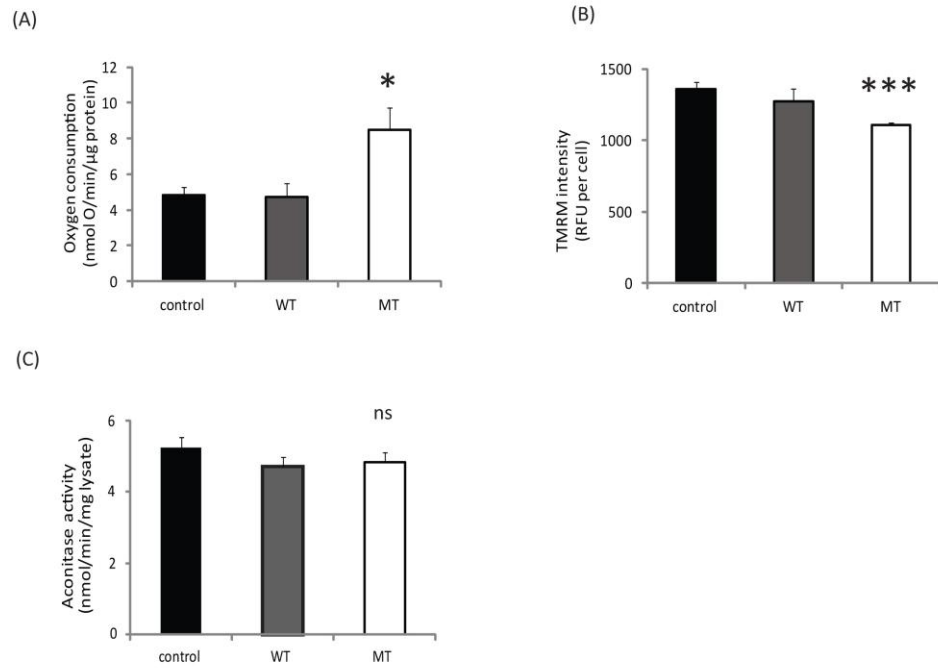 (A)
Oxygen consumption
(nmol O/min/µg protein)
12
10
8
6
4
2
0
*
control WT MT
(B)
TMRM intensity
(RFU per cell)
1500
1000
500
0
***
control WT MT
(C)
Aconitase activity
(nmol/min/mg lysate)
6
4
2
0
ns
control WT MT